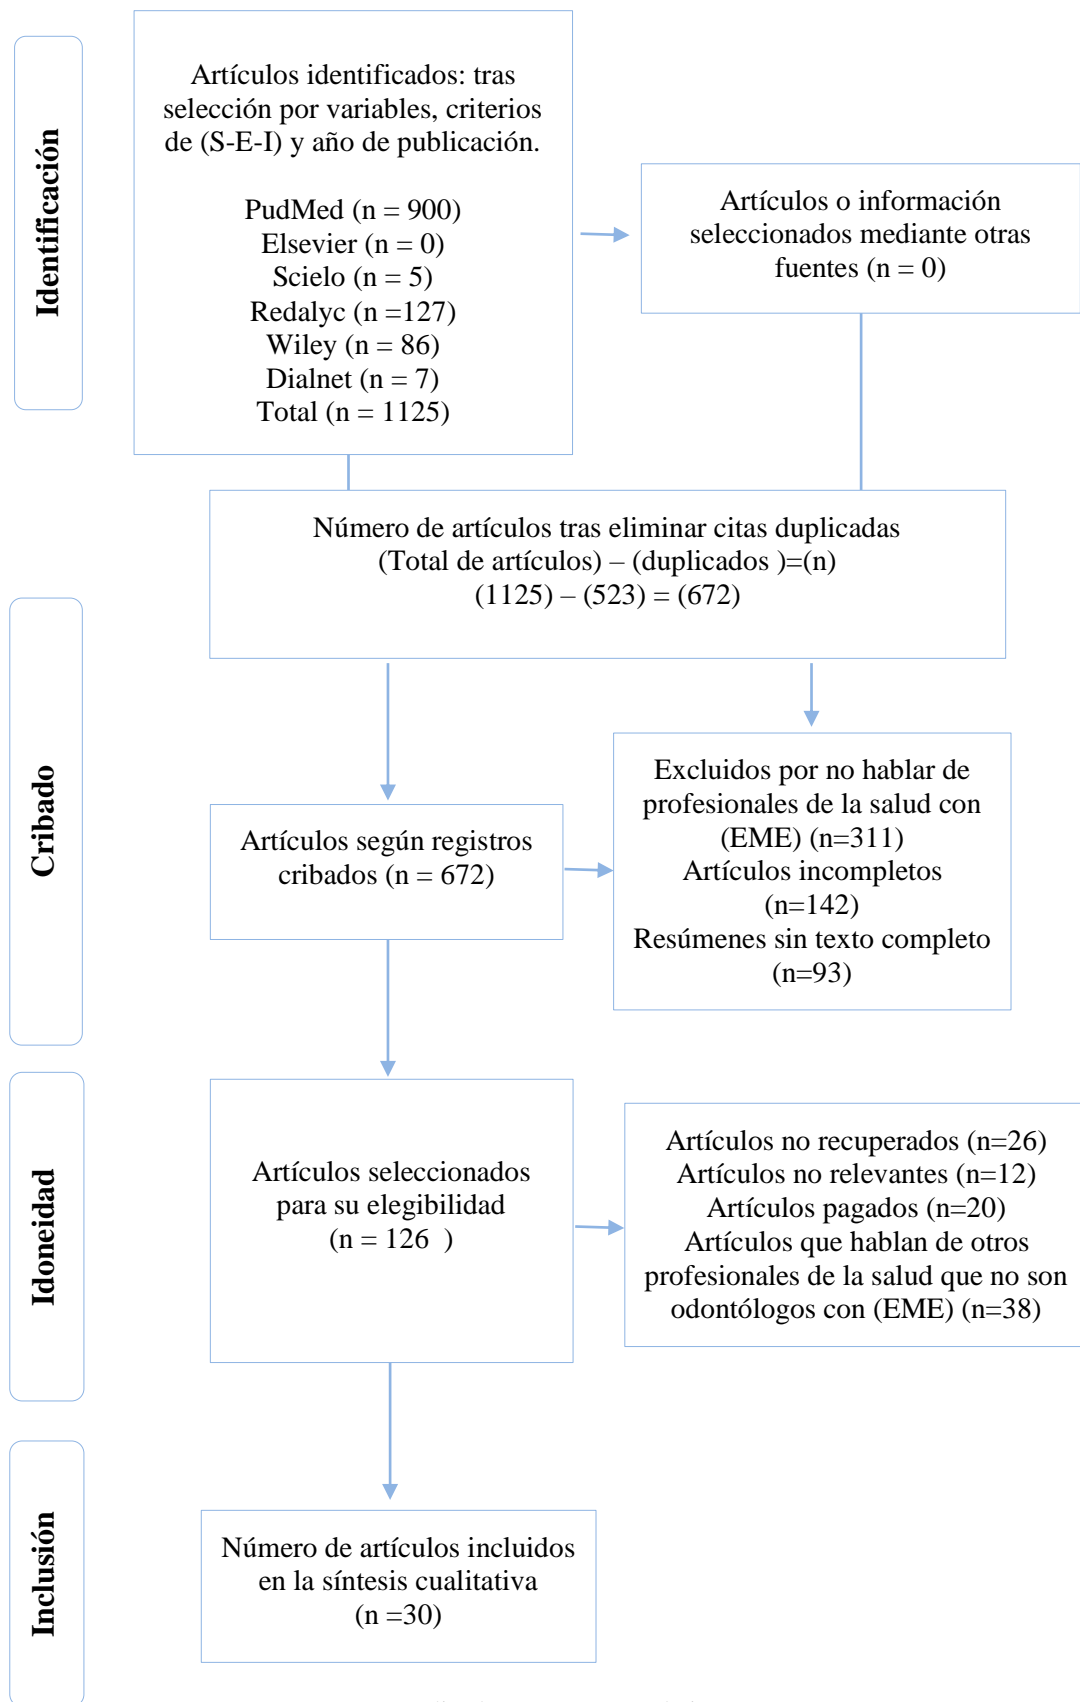 Identificación
Artículos identificados: tras
selección por variables, criterios
de (S-E-I) y año de publicación.
PudMed (n = 900)
Elsevier (n = 0)
Scielo (n = 5)
Redalyc (n =127)
Wiley (n = 86)
Dialnet (n = 7)
Total (n = 1125)
Artículos o información
seleccionados mediante otras
fuentes (n = 0)
Número de artículos tras eliminar citas duplicadas
(Total de artículos) – (duplicados )=(n)
(1125) – (523) = (672)
Cribado
Artículos según registros
cribados (n = 672)
Excluidos por no hablar de
profesionales de la salud con
(EME) (n=311)
Artículos incompletos
(n=142)
Resúmenes sin texto completo
(n=93)
Idoneidad
Artículos seleccionados
para su elegibilidad
(n = 126 )
Artículos no recuperados (n=26)
Artículos no relevantes (n=12)
Artículos pagados (n=20)
Artículos que hablan de otros
profesionales de la salud que no son
odontólogos con (EME) (n=38)
Inclusión
Número de artículos incluidos
en la síntesis cualitativa
(n =30)